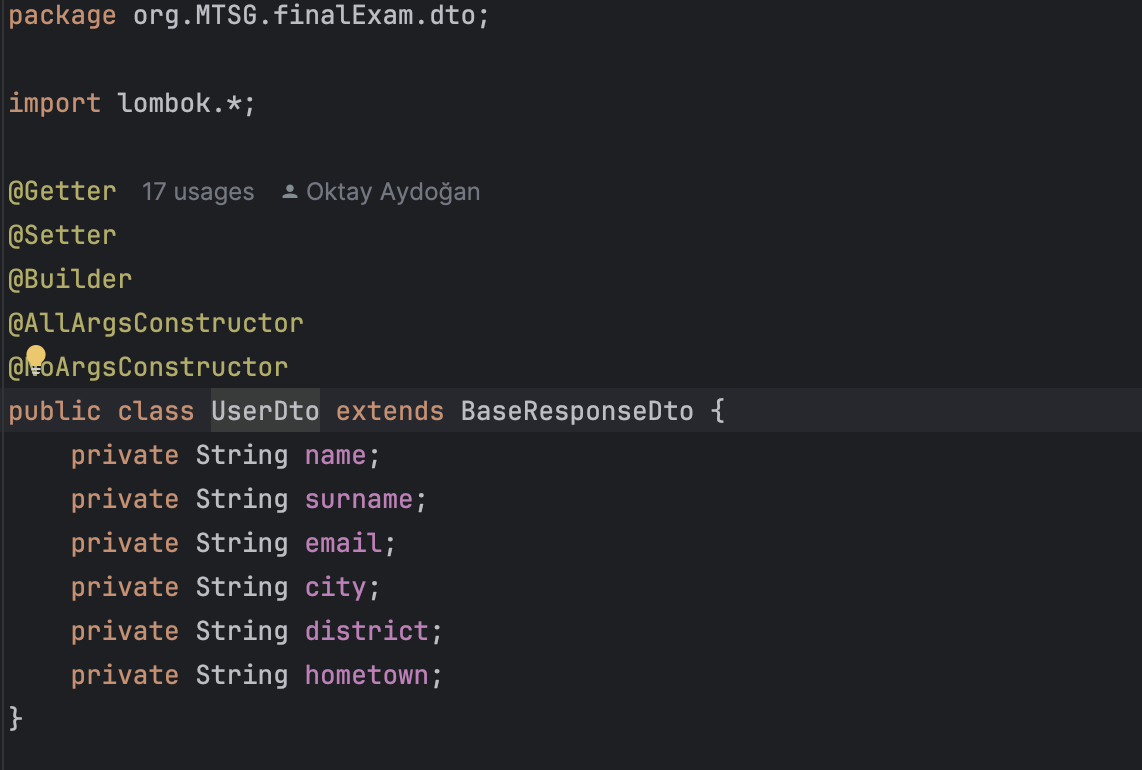 package org.MTSG.finalExam.dto;
import lombok.*;
@Getter 17 usages Oktay Aydoğan
@Setter
@Builder
@AllArgsConstructor
@NoArgsConstructor
public class UserDto extends BaseResponseDto {
    private String name;
    private String surname;
    private String email;
    private String city;
    private String district;
    private String hometown;
}